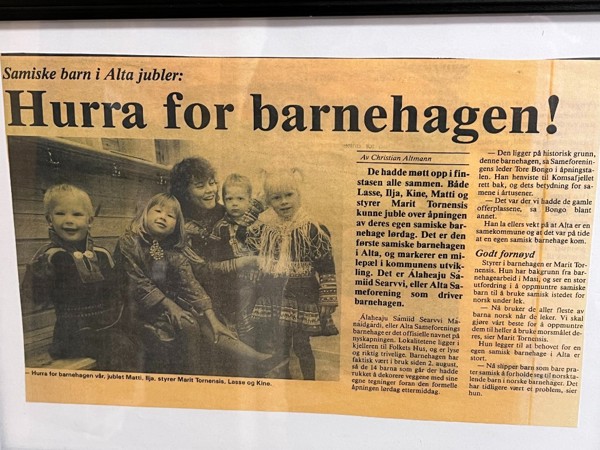 Samiske barn i Alta jubler:
Hurra for barnehagen!
Av Christian Altmann
De hadde møtt opp i fin-
stasen alle sammen. Både
Lasse, Ilja, Kine, Matti og
styrer Marit Tornensis
kunne juble over åpningen
av deres egen samiske bar-
nehage lørdag. Det er den
første samiske barnehagen
i Alta, og markerer en mi-
lepæl i kommunens utvik-
ling. Det er Álaheaju Sá-
miid Searvvi, eller Alta Sa-
meforening som driver
barnehagen.
Álaheaju Sámiid Searvvi Má-
naidgárdi, eller Alta Sameforenings
barnehage er det offisielle navnet på
nyskapningen. Lokalitetene ligger i
kjelleren til Folkets Hus, og er lyse
og riktig trivelige. Barnehagen har
faktisk vært i bruk siden 2. august,
så de 14 barna som går der hadde
rukket å dekorere veggene med sine
egne tegninger foran den formelle
åpningen lørdag ettermiddag.
— Den ligger på historisk grunn,
denne barnehagen, sa Sameforenin-
gens leder Tore Bongo i åpningsta-
len. Han henviste til Komsafjellet
rett bak, og dets betydning for sa-
mene i årtusener.
— Det var der vi hadde de gamle
offerplassene, sa Bongo blant
annet.
Han la ellers vekt på at Alta er en
samekommune og at det var på tide
at en egen samisk barnehage kom.
Godt fornøyd
Styrer i barnehagen er Marit Tor-
nensis. Hun har bakgrunn fra bar-
nehagearbeid i Masi, og ser en stor
utfordring i å oppmuntre samiske
barn til å bruke samisk istedet for
norsk under lek.
— Nå bruker de aller fleste av
barna norsk når de leker. Vi skal
gjøre vårt beste for å oppmuntre
dem til heller å bruke morsmålet de-
res, sier Marit Tornensis.
Hun legger til at behovet for en
egen samisk barnehage i Alta er
stort.
— Nå slipper barn som bare pra-
ter samisk å forholde seg til norskta-
lende barn i norske barnehager. Det
har tidligere vært et problem, sier
hun.
— Hurra for barnehagen vår, jublet Matti, Ilja, styrer Marit Tornensis, Lasse og Kine.